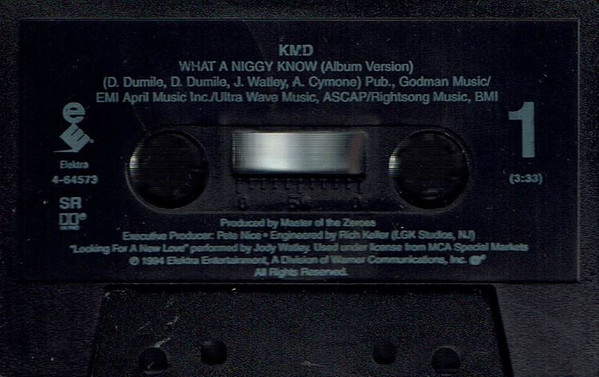 KMD
WHAT A NIGGY KNOW (Album Version)
(D. Dumile, D. Dumile, J. Watley, A. Cymone) Pub., Godman Music/
EMI April Music Inc./Ultra Wave Music, ASCAP/Rightsong Music, BMI
e
Elektra
4-64573
SR
1
(3:33)
Produced by Master of the Zeroes
Executive Producer: Pete Nice • Engineered by Rich Keller (LGK Studios, NJ)
"Looking For A New Love" performed by Jody Watley. Used under license from MCA Special Markets
℗ 1994 Elektra Entertainment, A Division of Warner Communications, Inc.
All Rights Reserved.